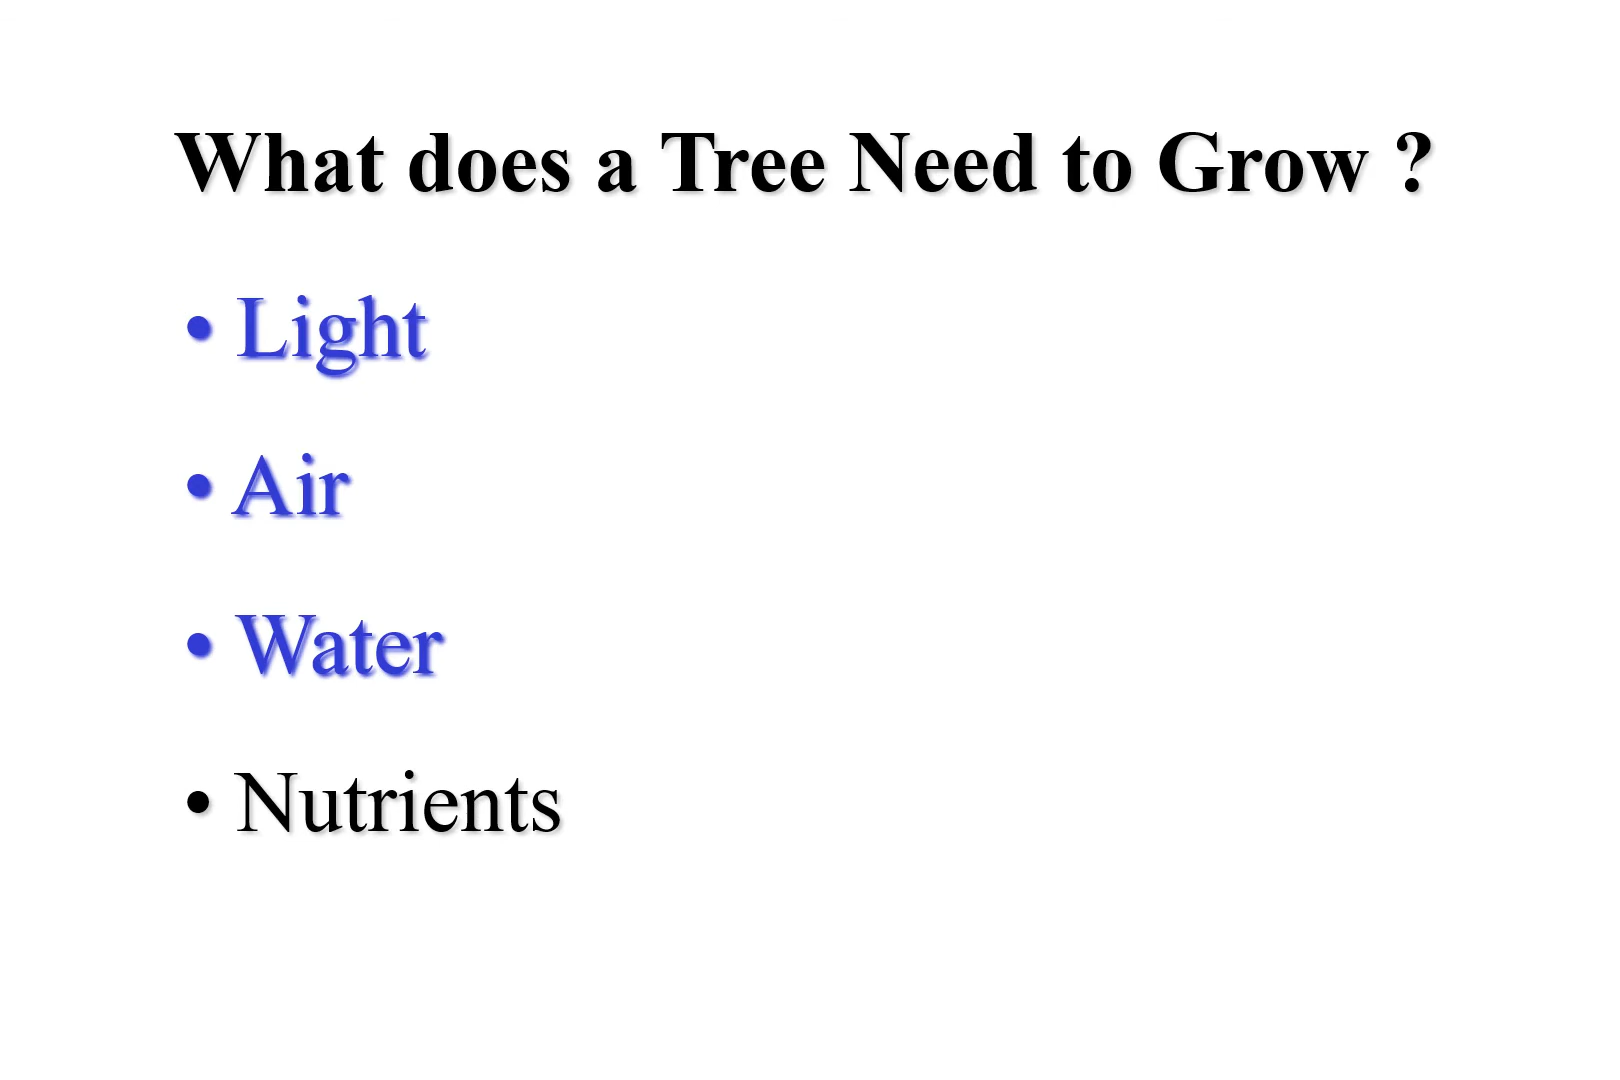 What does a Tree Need to Grow ?
• Light
• Air
• Water
• Nutrients